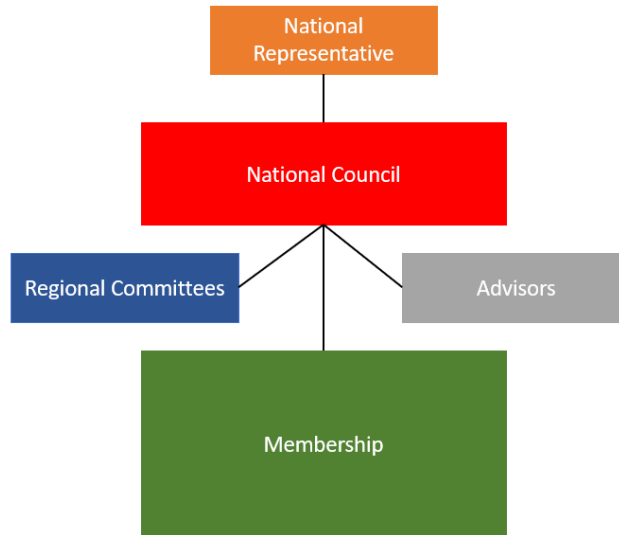 National
Representative
National Council
Regional Committees
Advisors
Membership